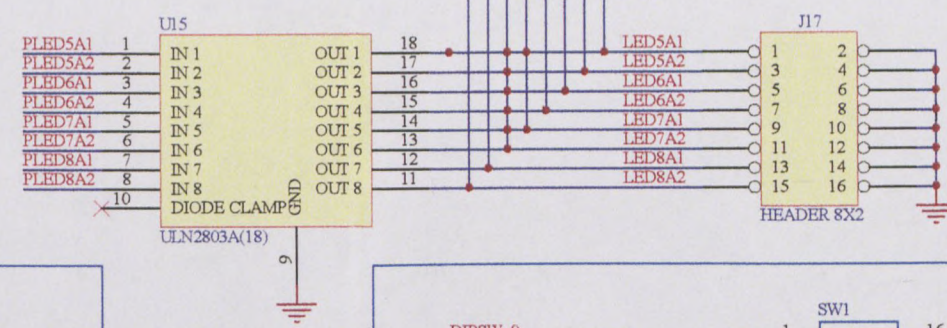 U15
J17
PLED5A1 1 IN 1 OUT 1 18 LED5A1 1 2
PLED5A2 2 IN 2 OUT 2 17 LED5A2 3 4
PLED6A1 3 IN 3 OUT 3 16 LED6A1 5 6
PLED6A2 4 IN 4 OUT 4 15 LED6A2 7 8
PLED7A1 5 IN 5 OUT 5 14 LED7A1 9 10
PLED7A2 6 IN 6 OUT 6 13 LED7A2 11 12
PLED8A1 7 IN 7 OUT 7 12 LED8A1 13 14
PLED8A2 8 IN 8 OUT 8 11 LED8A2 15 16
10 DIODE CLAMP GND
ULN2803A(18)
HEADER 8X2
9
SW1